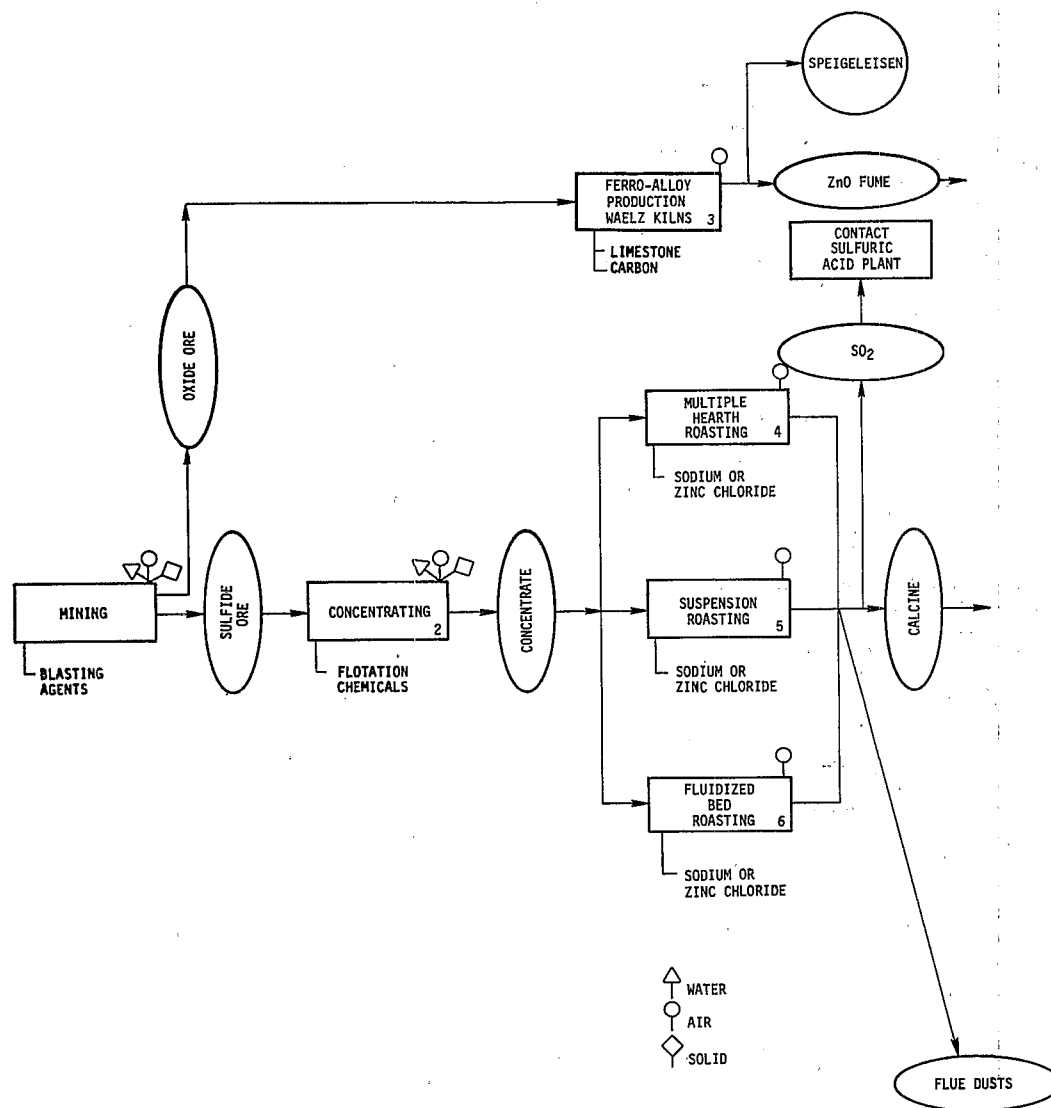 SPEIGELEISEN
ZnO FUME
FERRO-ALLOY
PRODUCTION
WAELZ KILNS
3
LIMESTONE
CARBON
CONTACT
SULFURIC
ACID PLANT
OXIDE ORE
SO2
MULTIPLE
HEARTH
ROASTING
4
SODIUM OR
ZINC CHLORIDE
MINING
BLASTING
AGENTS
SULFIDE
ORE
CONCENTRATING
2
FLOTATION
CHEMICALS
CONCENTRATE
SUSPENSION
ROASTING
5
SODIUM OR
ZINC CHLORIDE
CALCINE
FLUIDIZED
BED
ROASTING
6
SODIUM OR
ZINC CHLORIDE
WATER
AIR
SOLID
FLUE DUSTS